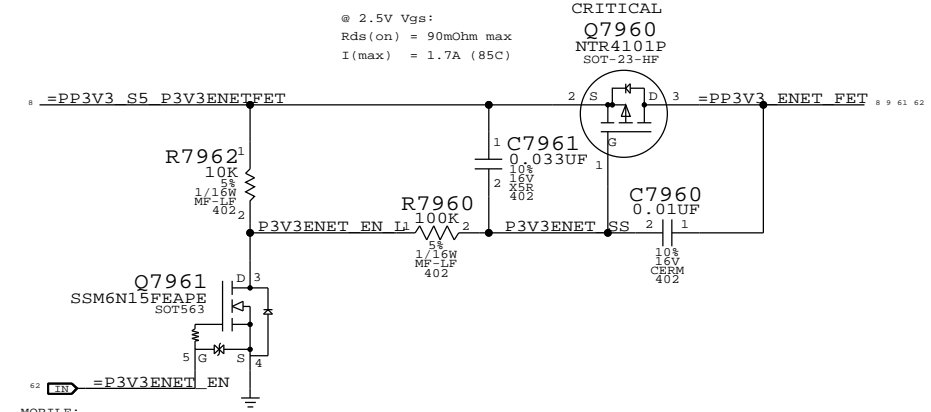 CRITICAL
@ 2.5V Vgs:
Rds(on) = 90mOhm max
I(max) = 1.7A (85C)
Q7960
NTR4101P
SOT-23-HF
8 =PP3V3_S5_P3V3ENETFET
2 S D 3
=PP3V3_ENET_FET 8 9 61 62
G
1
R7962
1
10K
5%
1/16W
MF-LF
402
2
1
C7961
0.033UF
10%
16V
X5R
402
2
R7960
100K
1 2
5%
1/16W
MF-LF
402
C7960
0.01UF
2 1
10%
16V
CERM
402
P3V3ENET_EN_L
P3V3ENET_SS
Q7961
SSM6N15FEAPE
SOT563
D 3
5 G S 4
62 IN =P3V3ENET_EN
MOBILE: